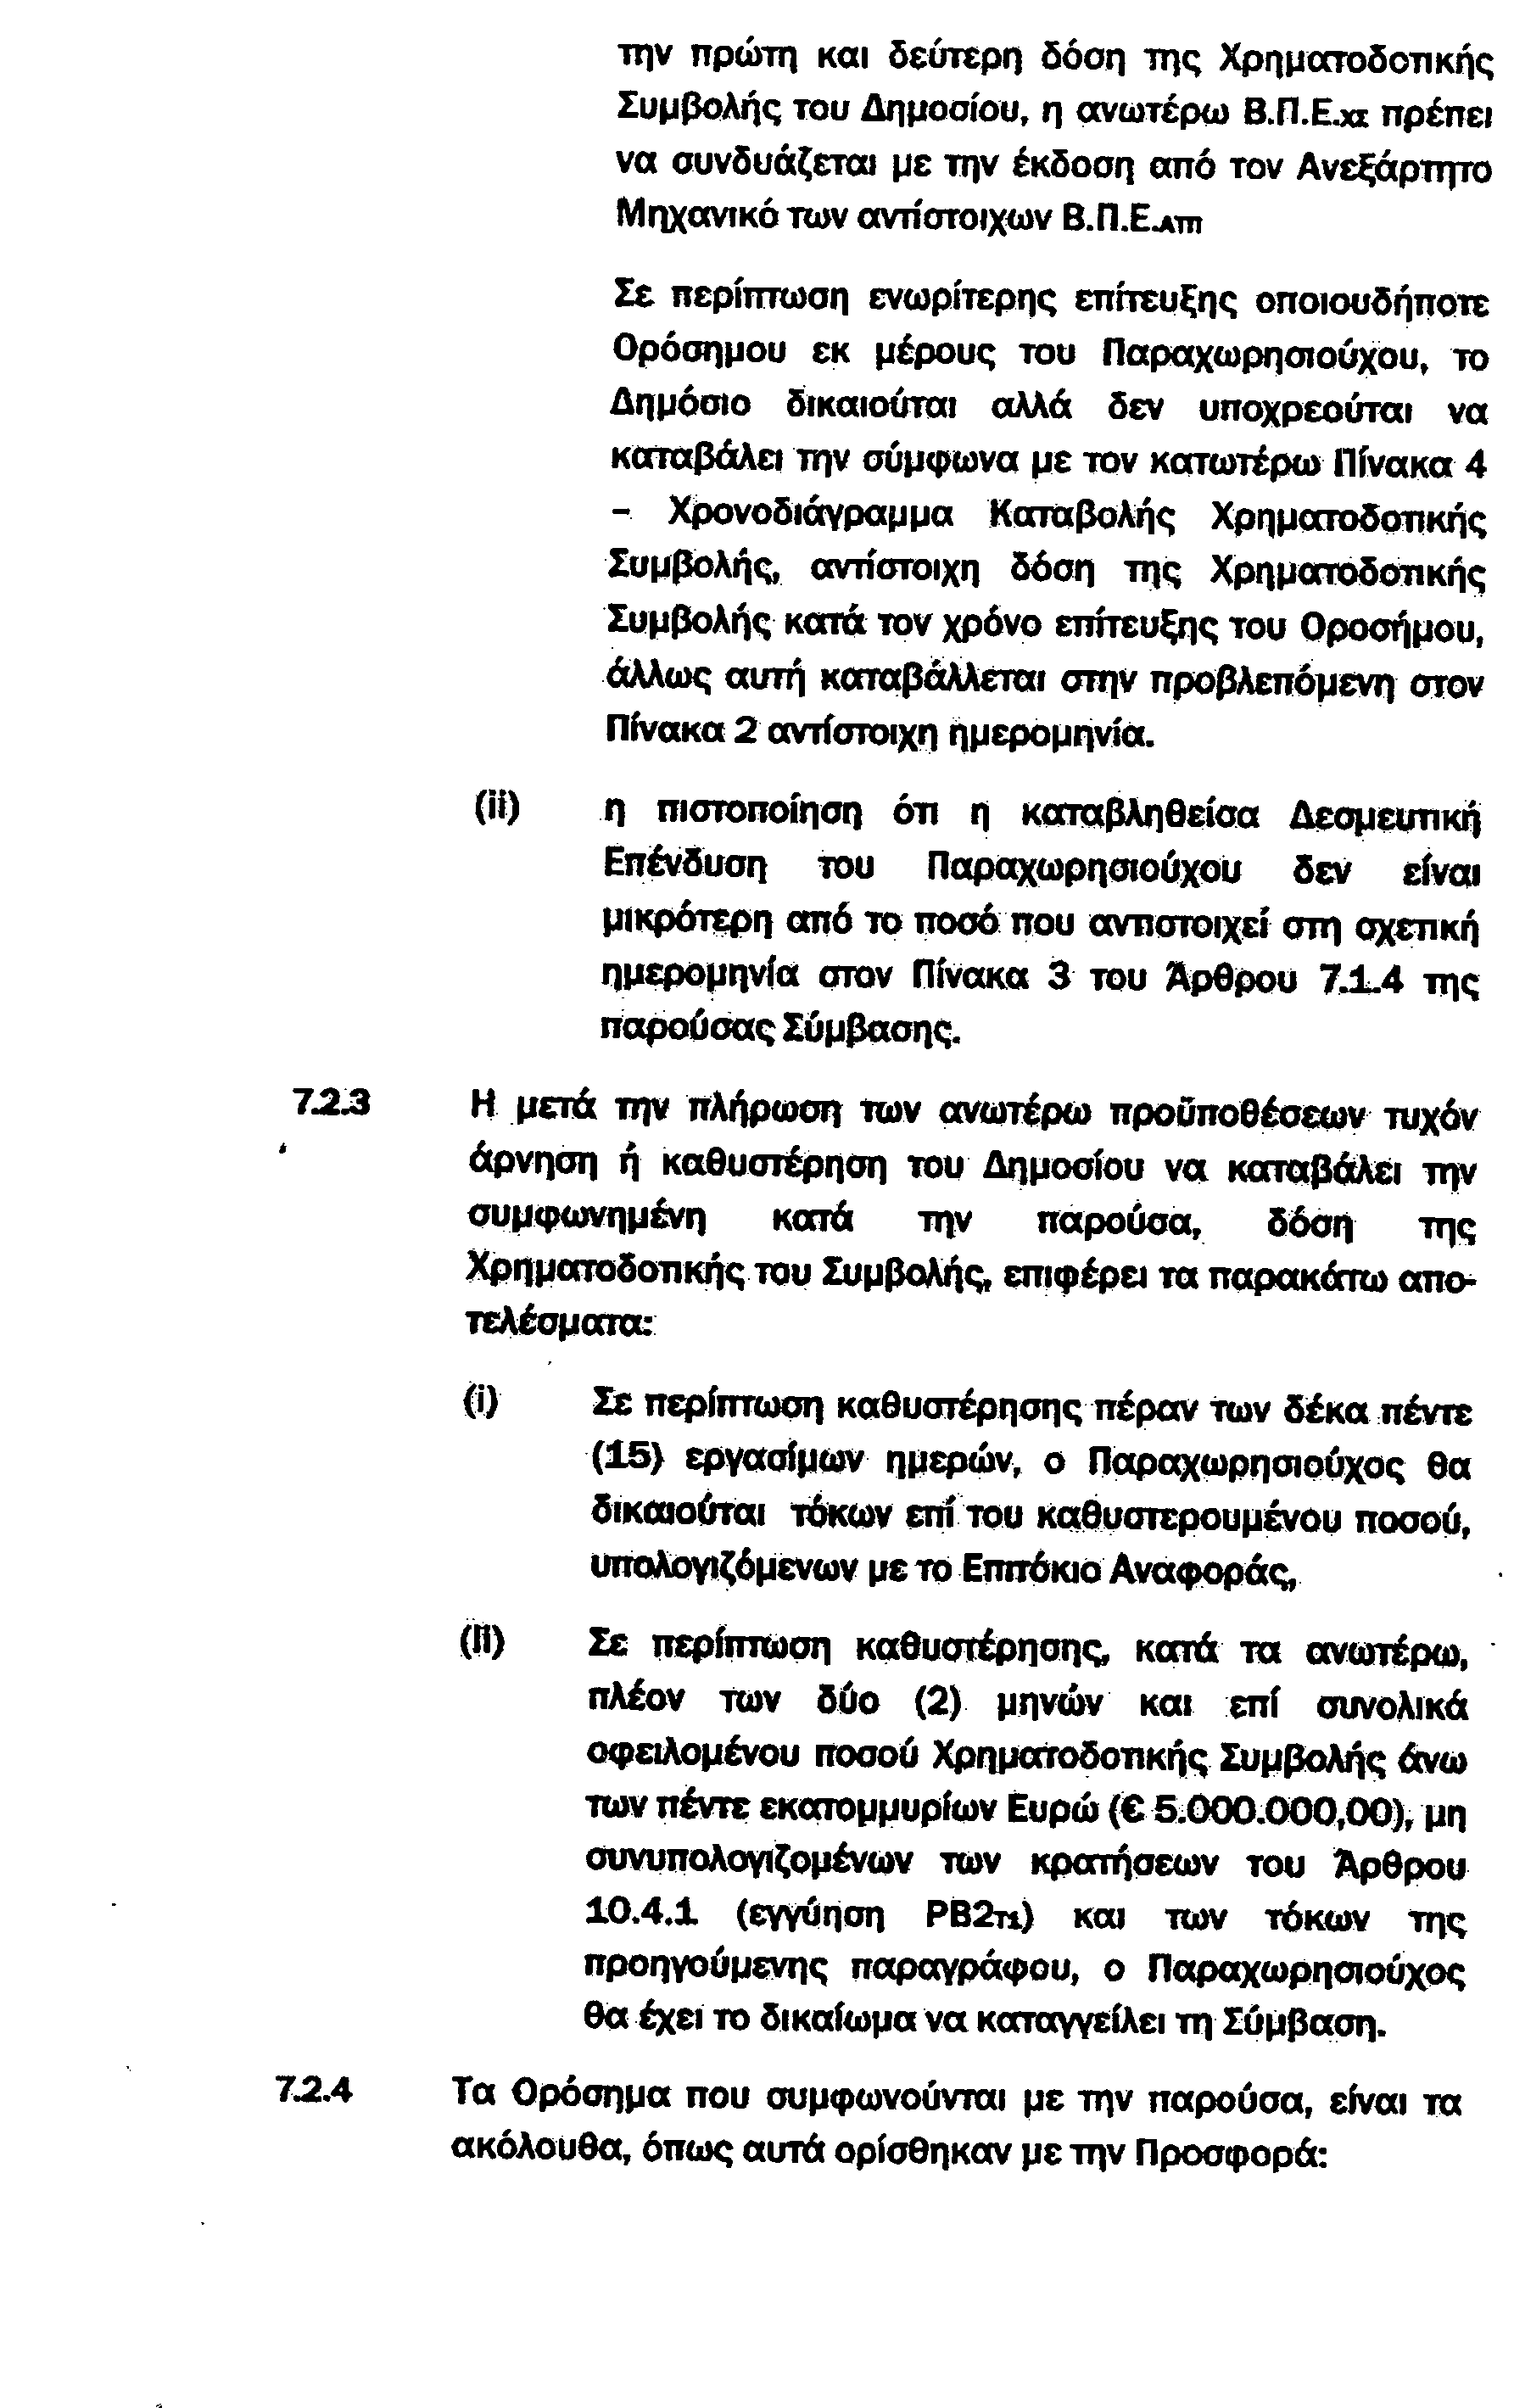 την πρώτη και δεύτερη δόση της Χρηματοδοτικής
Συμβολής του Δημοσίου, η ανωτέρω Β.Π.Ε.ΧΣ πρέπει
να συνδυάζεται με την έκδοση από τον Ανεξάρτητο
Μηχανικό των αντίστοιχων Β.Π.Ε.ΛΤΠ
Σε περίπτωση ενωρίτερης επίτευξης οποιουδήποτε
Ορόσημου εκ μέρους του Παραχωρησιούχου, το
Δημόσιο δικαιούται αλλά δεν υποχρεούται να
καταβάλει την σύμφωνα με τον κατωτέρω Πίνακα 4
– Χρονοδιάγραμμα Καταβολής Χρηματοδοτικής
Συμβολής, αντίστοιχη δόση της Χρηματοδοτικής
Συμβολής κατά τον χρόνο επίτευξης του Οροσήμου,
άλλως αυτή καταβάλλεται στην προβλεπόμενη στον
Πίνακα 2 αντίστοιχη ημερομηνία.
(ii) η πιστοποίηση ότι η καταβληθείσα Δεσμευτική
Επένδυση του Παραχωρησιούχου δεν είναι
μικρότερη από το ποσό που αντιστοιχεί στη σχετική
ημερομηνία στον Πίνακα 3 του Άρθρου 7.1.4 της
παρούσας Σύμβασης.
7.2.3 Η μετά την πλήρωση των ανωτέρω προϋποθέσεων τυχόν
άρνηση ή καθυστέρηση του Δημοσίου να καταβάλει την
συμφωνημένη κατά την παρούσα, δόση της
Χρηματοδοτικής του Συμβολής, επιφέρει τα παρακάτω απο-
τελέσματα:
(i) Σε περίπτωση καθυστέρησης πέραν των δέκα πέντε
(15) εργασίμων ημερών, ο Παραχωρησιούχος θα
δικαιούται τόκων επί του καθυστερουμένου ποσού,
υπολογιζόμενων με το Επιτόκιο Αναφοράς,
(ii) Σε περίπτωση καθυστέρησης, κατά τα ανωτέρω,
πλέον των δύο (2) μηνών και επί συνολικά
οφειλομένου ποσού Χρηματοδοτικής Συμβολής άνω
των πέντε εκατομμυρίων Ευρώ (€ 5.000.000,00), μη
συνυπολογιζομένων των κρατήσεων του Άρθρου
10.4.1 (εγγύηση PB2Τ1) και των τόκων της
προηγούμενης παραγράφου, ο Παραχωρησιούχος
θα έχει το δικαίωμα να καταγγείλει τη Σύμβαση.
7.2.4 Τα Ορόσημα που συμφωνούνται με την παρούσα, είναι τα
ακόλουθα, όπως αυτά ορίσθηκαν με την Προσφορά: